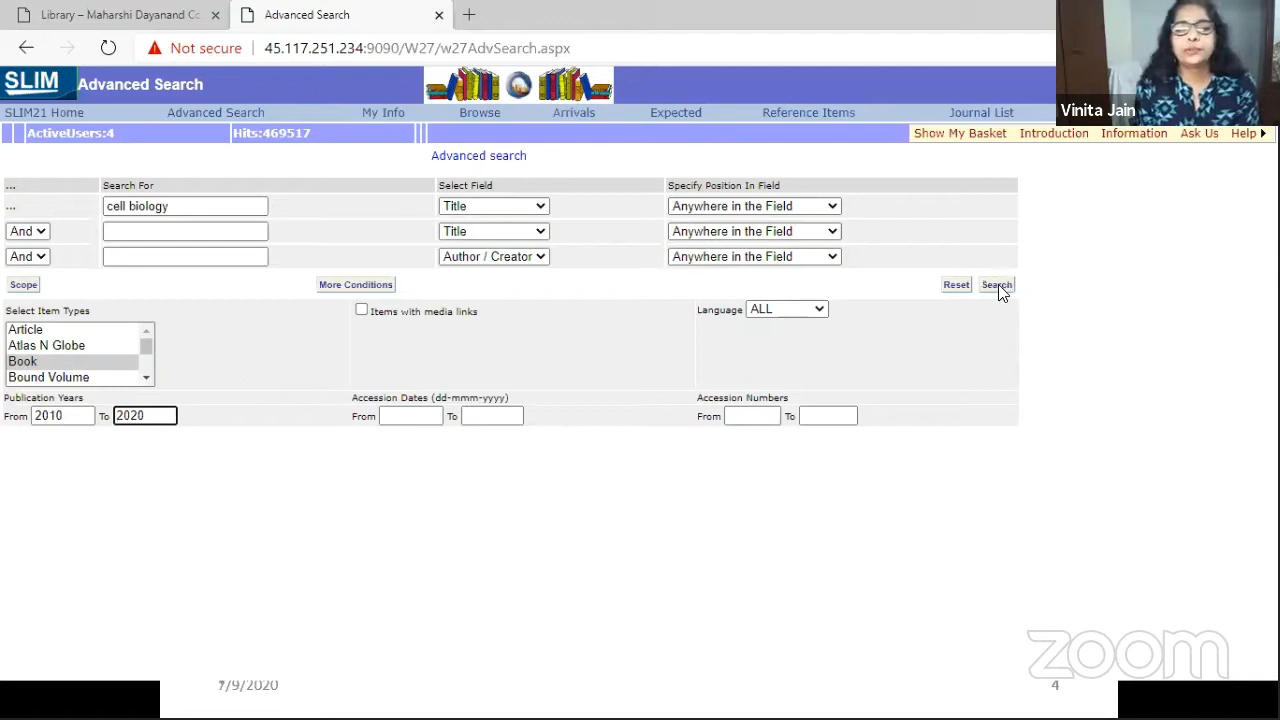 Library – Maharshi Dayanand Co
Advanced Search
Not secure 45.117.251.234:9090/W27/w27AdvSearch.aspx
SLIM Advanced Search
Vinita Jain
SLIM21 Home Advanced Search My Info Browse Arrivals Expected Reference Items Journal List
ActiveUsers:4 Hits:469517 Show My Basket Introduction Information Ask Us Help
Advanced search
... Search For Select Field Specify Position In Field
... cell biology Title Anywhere in the Field
And Title Anywhere in the Field
And Author / Creator Anywhere in the Field
Scope More Conditions Reset Search
Select Item Types Items with media links Language ALL
Article
Atlas N Globe
Book
Bound Volume
Publication Years Accession Dates (dd-mmm-yyyy) Accession Numbers
From 2010 To 2020 From To From To
zoom
7/9/2020 4